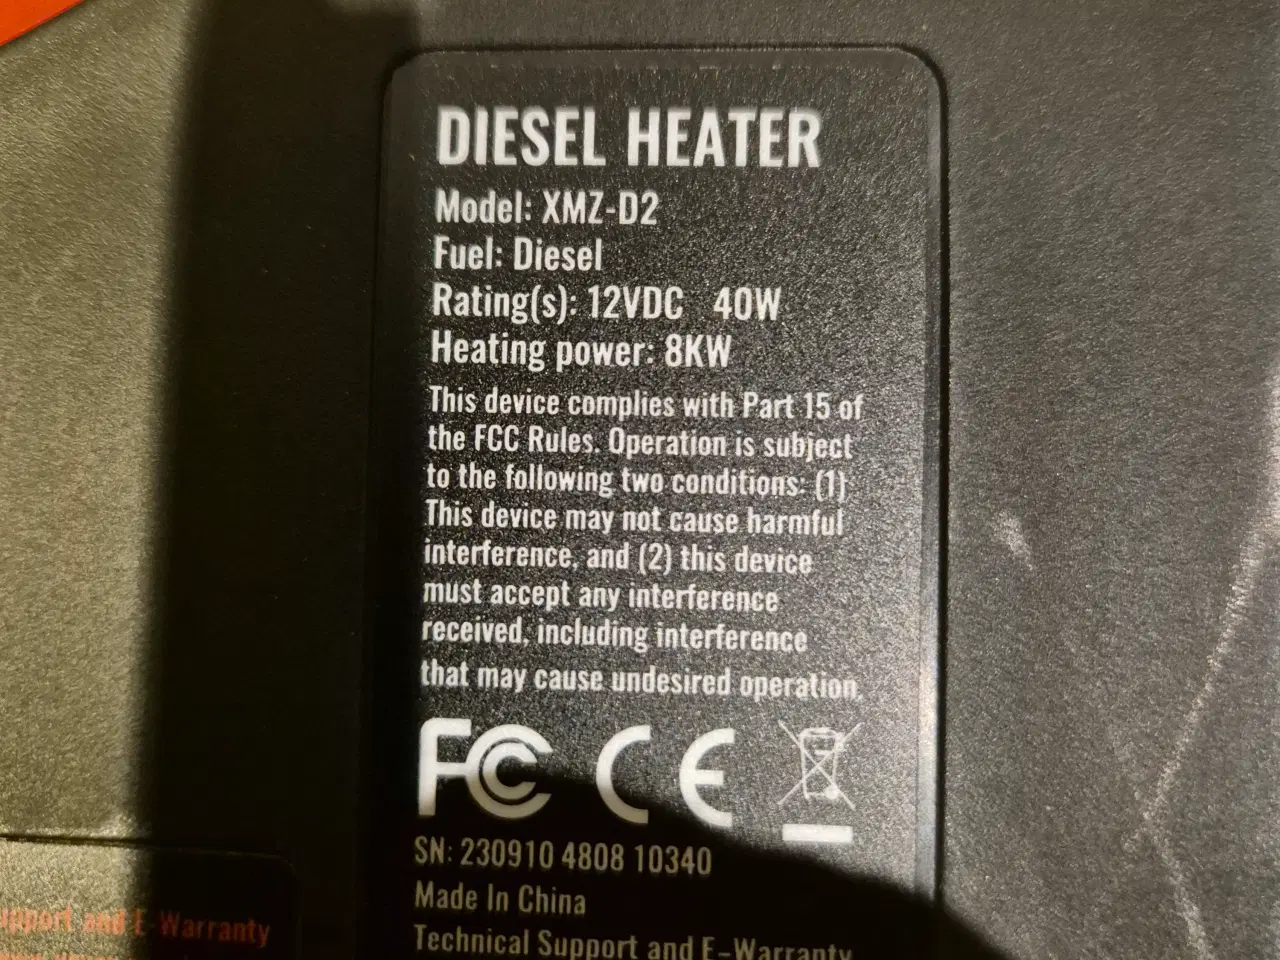 DIESEL HEATER
Model: XMZ-D2
Fuel: Diesel
Rating(s): 12VDC 40W
Heating power: 8KW
This device complies with Part 15 of
the FCC Rules. Operation is subject
to the following two conditions: (1)
This device may not cause harmful
interference, and (2) this device
must accept any interference
received, including interference
that may cause undesired operation.
FC CE
SN: 230910 4808 10340
Made In China
Technical Support and E-Warranty
support and E-Warranty